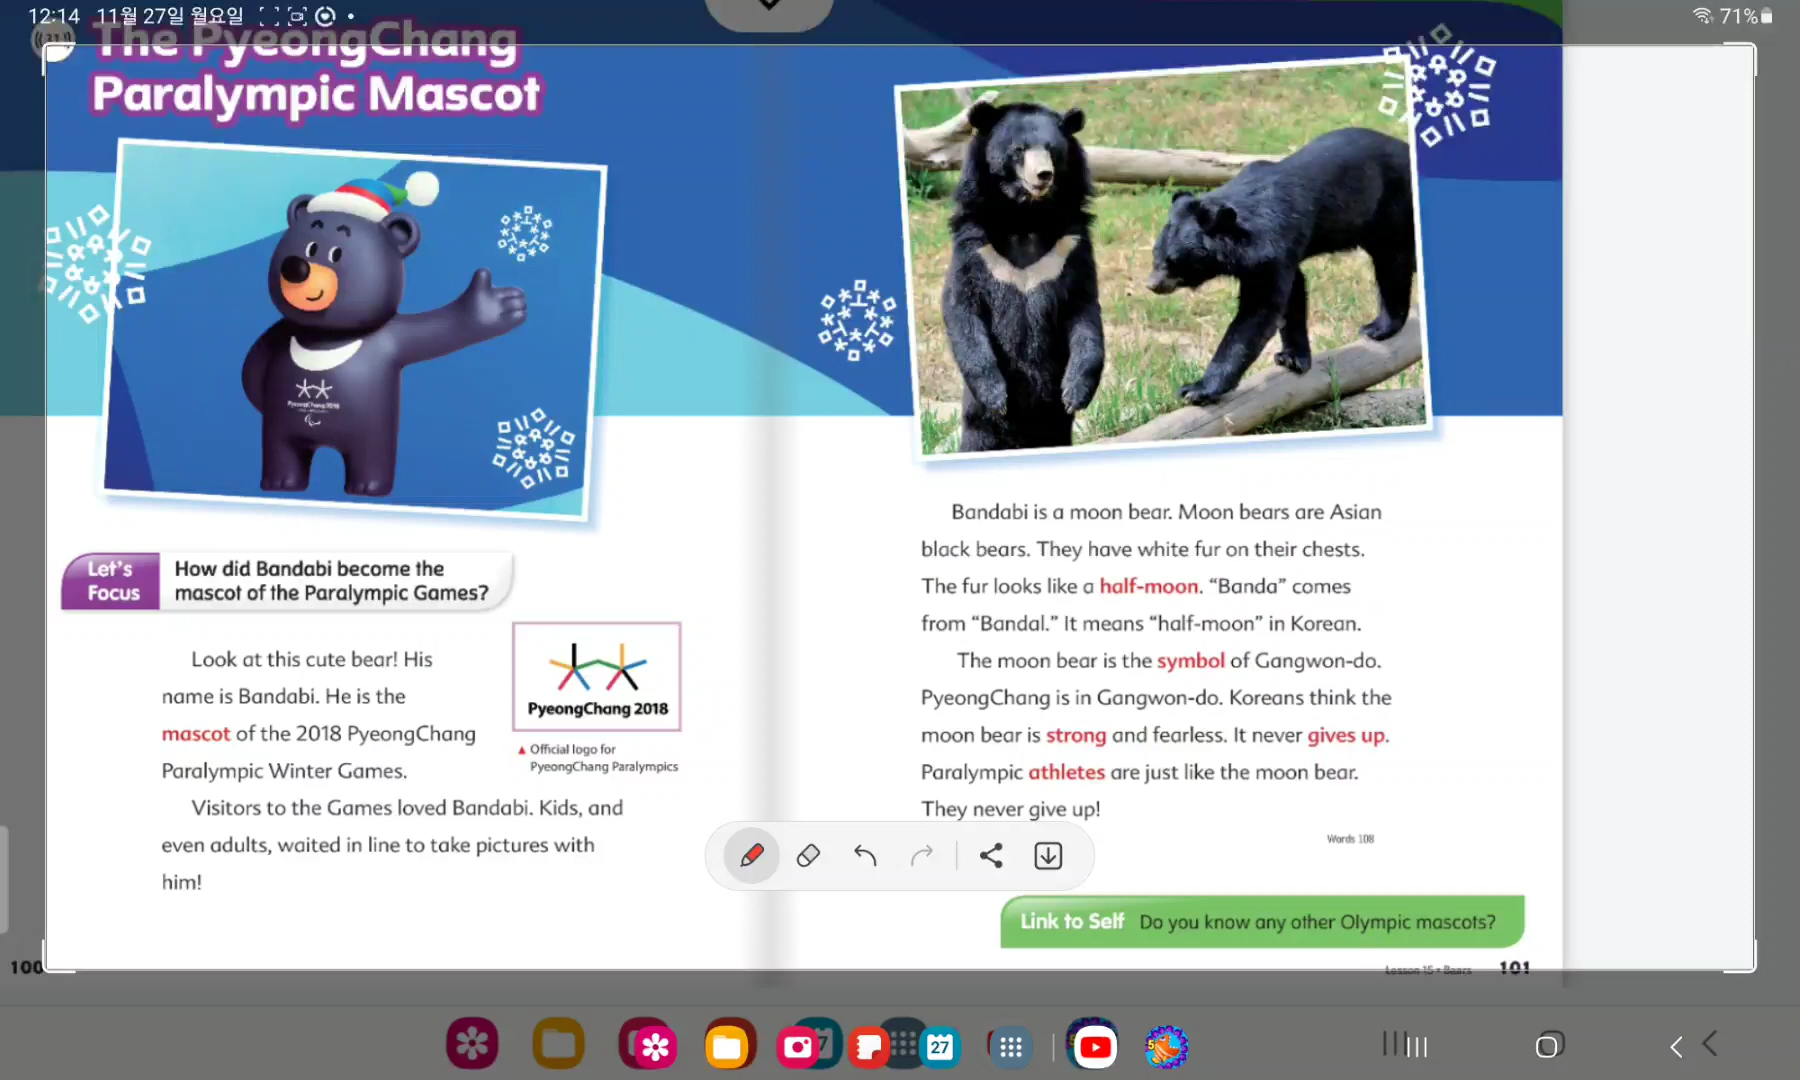 12:14 11월 27일 월요일
71%
The PyeongChang
Paralympic Mascot
PyeongChang 2018
Let's
Focus
How did Bandabi become the
mascot of the Paralympic Games?
Look at this cute bear! His
name is Bandabi. He is the
mascot of the 2018 PyeongChang
Paralympic Winter Games.
PyeongChang 2018
▲ Official logo for
PyeongChang Paralympics
Visitors to the Games loved Bandabi. Kids, and
even adults, waited in line to take pictures with
him!
100
Bandabi is a moon bear. Moon bears are Asian
black bears. They have white fur on their chests.
The fur looks like a half-moon. “Banda” comes
from “Bandal.” It means “half-moon” in Korean.
The moon bear is the symbol of Gangwon-do.
PyeongChang is in Gangwon-do. Koreans think the
moon bear is strong and fearless. It never gives up.
Paralympic athletes are just like the moon bear.
They never give up!
Words 108
Link to Self Do you know any other Olympic mascots?
Lesson 15 • Bears 101
27